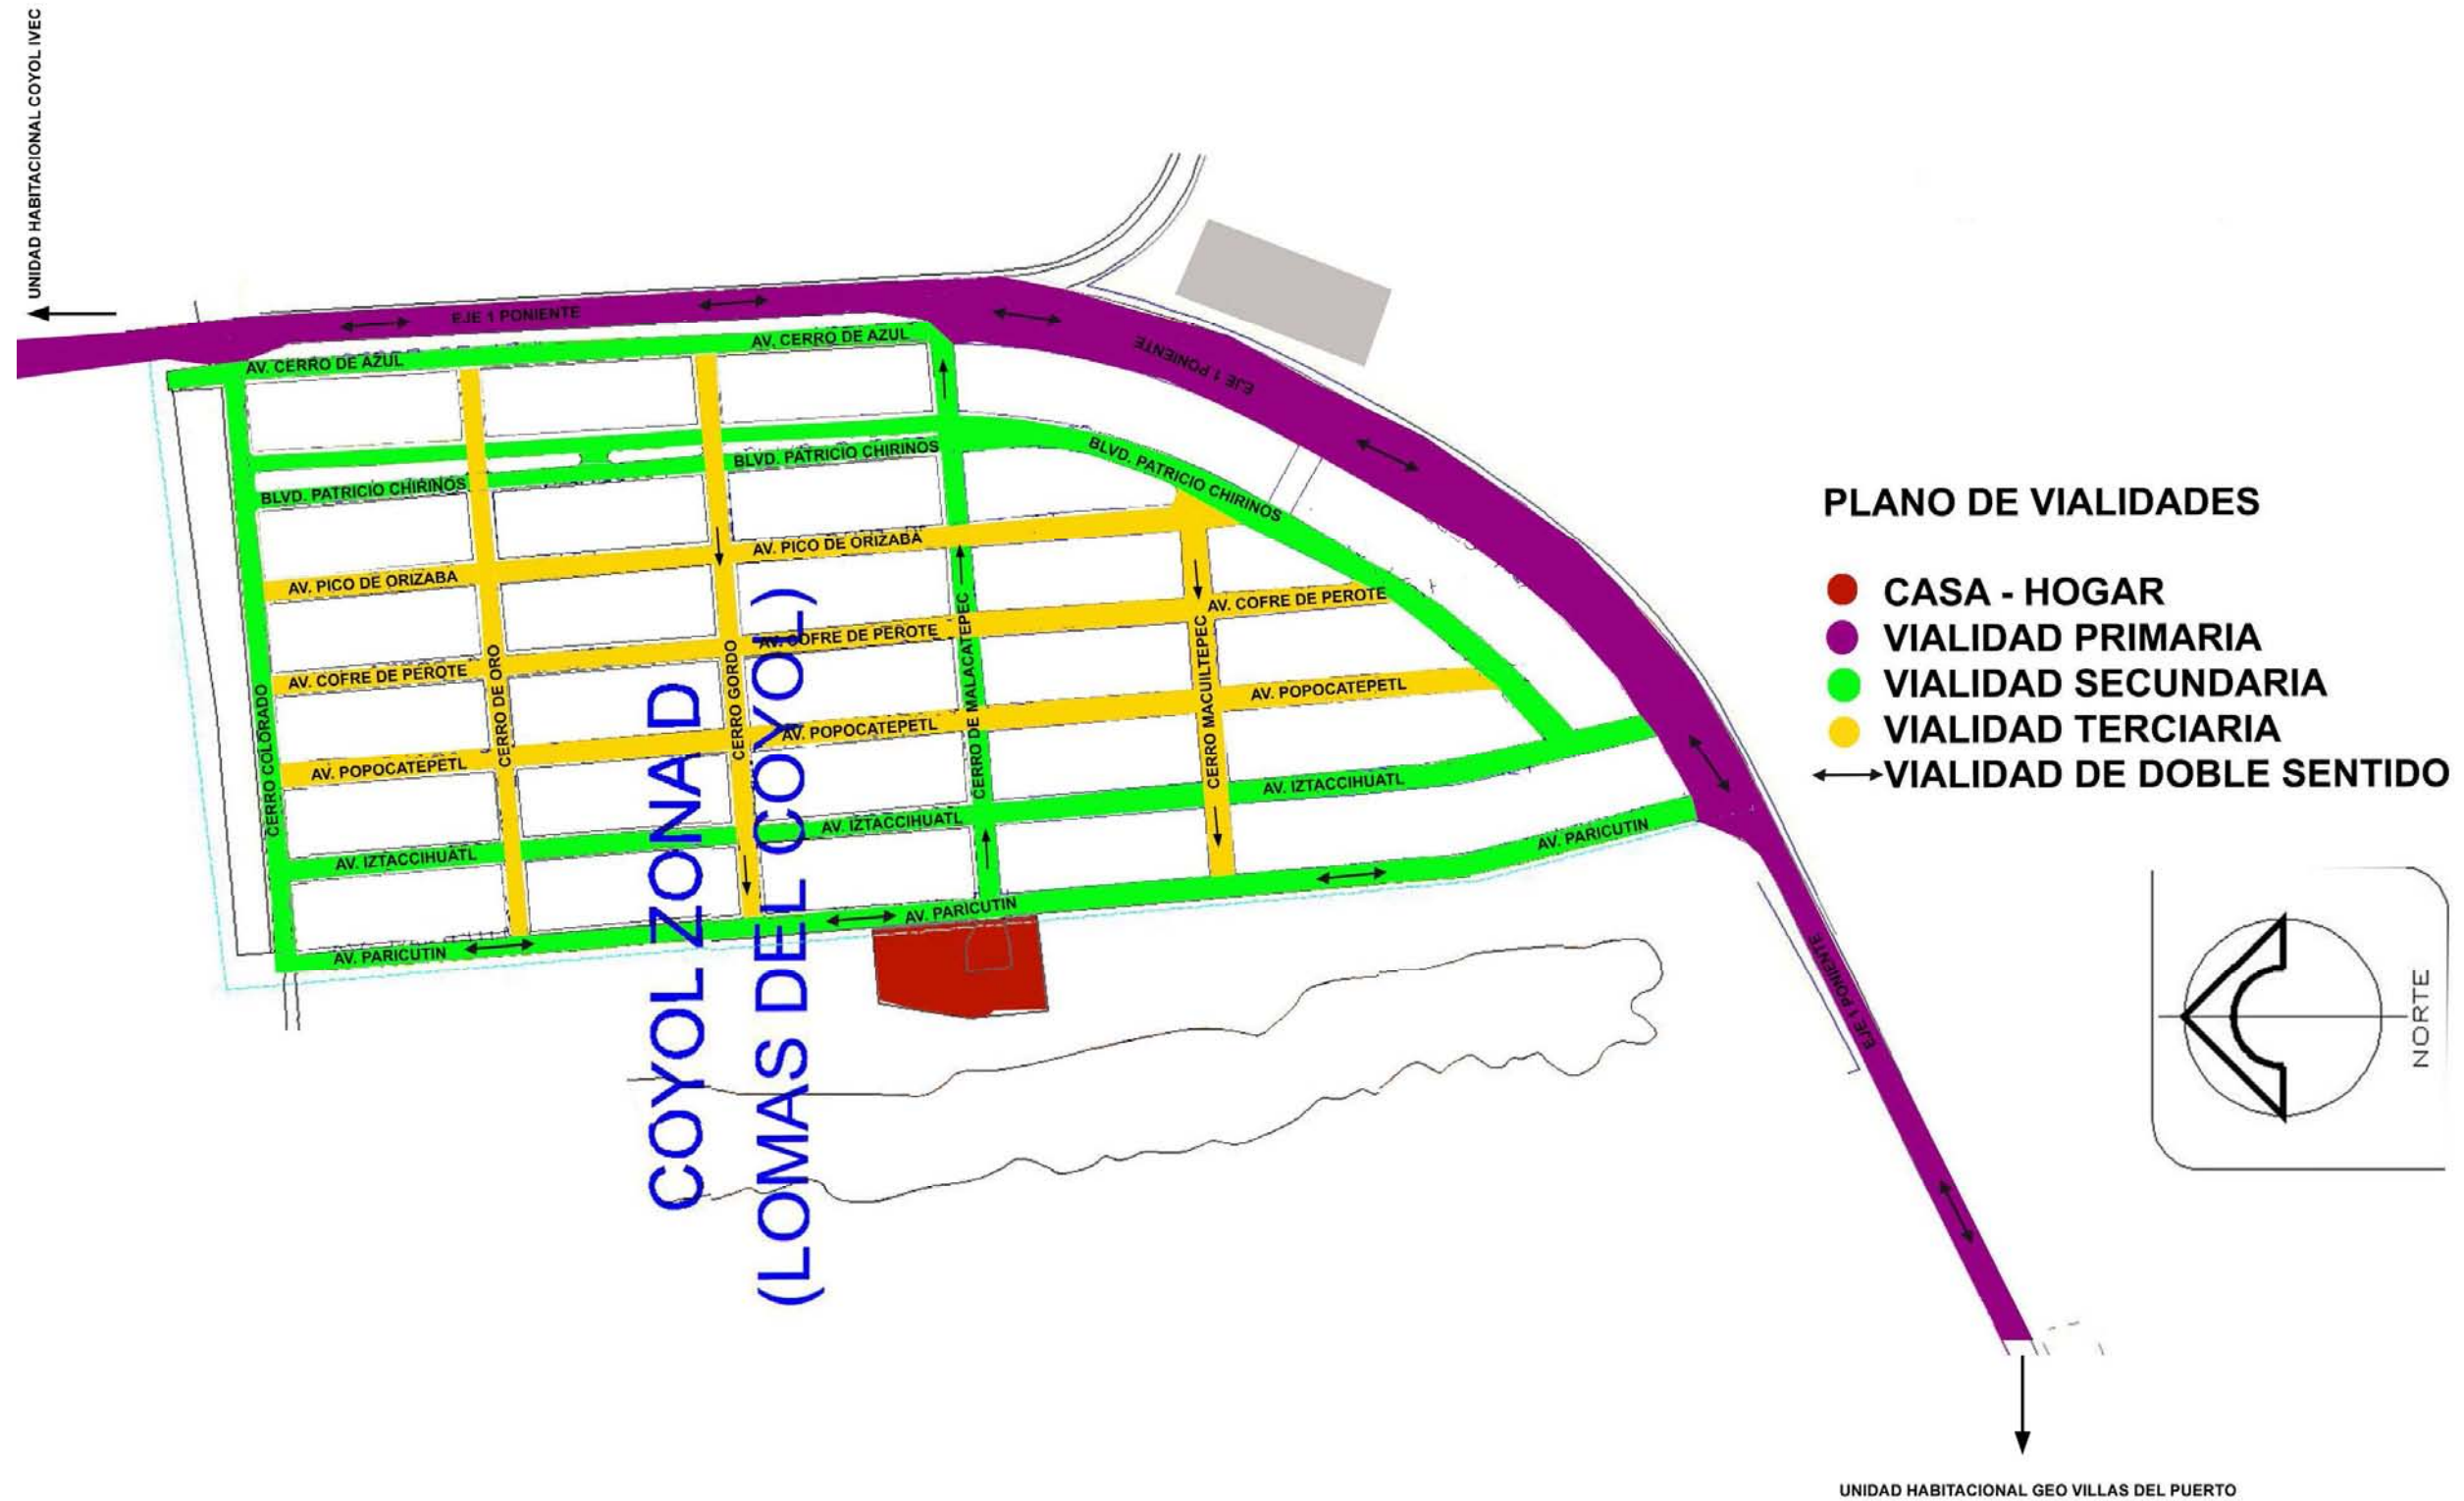 UNIDAD HABITACIONAL COYOL IVEC
EJE 1 PONIENTE
EJE 1 PONIENTE
AV. CERRO DE AZUL
AV. CERRO DE AZUL
BLVD. PATRICIO CHIRINOS
BLVD. PATRICIO CHIRINOS
BLVD. PATRICIO CHIRINOS
AV. PICO DE ORIZABA
AV. PICO DE ORIZABA
AV. COFRE DE PEROTE
AV. COFRE DE PEROTE
AV. COFRE DE PEROTE
AV. POPOCATEPETL
AV. POPOCATEPETL
AV. POPOCATEPETL
AV. IZTACCIHUATL
AV. IZTACCIHUATL
AV. IZTACCIHUATL
AV. PARICUTIN
AV. PARICUTIN
AV. PARICUTIN
CERRO COLORADO
CERRO DE ORO
CERRO GORDO
CERRO DE MALACATEPEC
CERRO MACUILTEPEC
COYOL ZONA D
(LOMAS DEL COYOL)
EJE 1 PONIENTE
PLANO DE VIALIDADES
CASA - HOGAR
VIALIDAD PRIMARIA
VIALIDAD SECUNDARIA
VIALIDAD TERCIARIA
VIALIDAD DE DOBLE SENTIDO
NORTE
UNIDAD HABITACIONAL GEO VILLAS DEL PUERTO